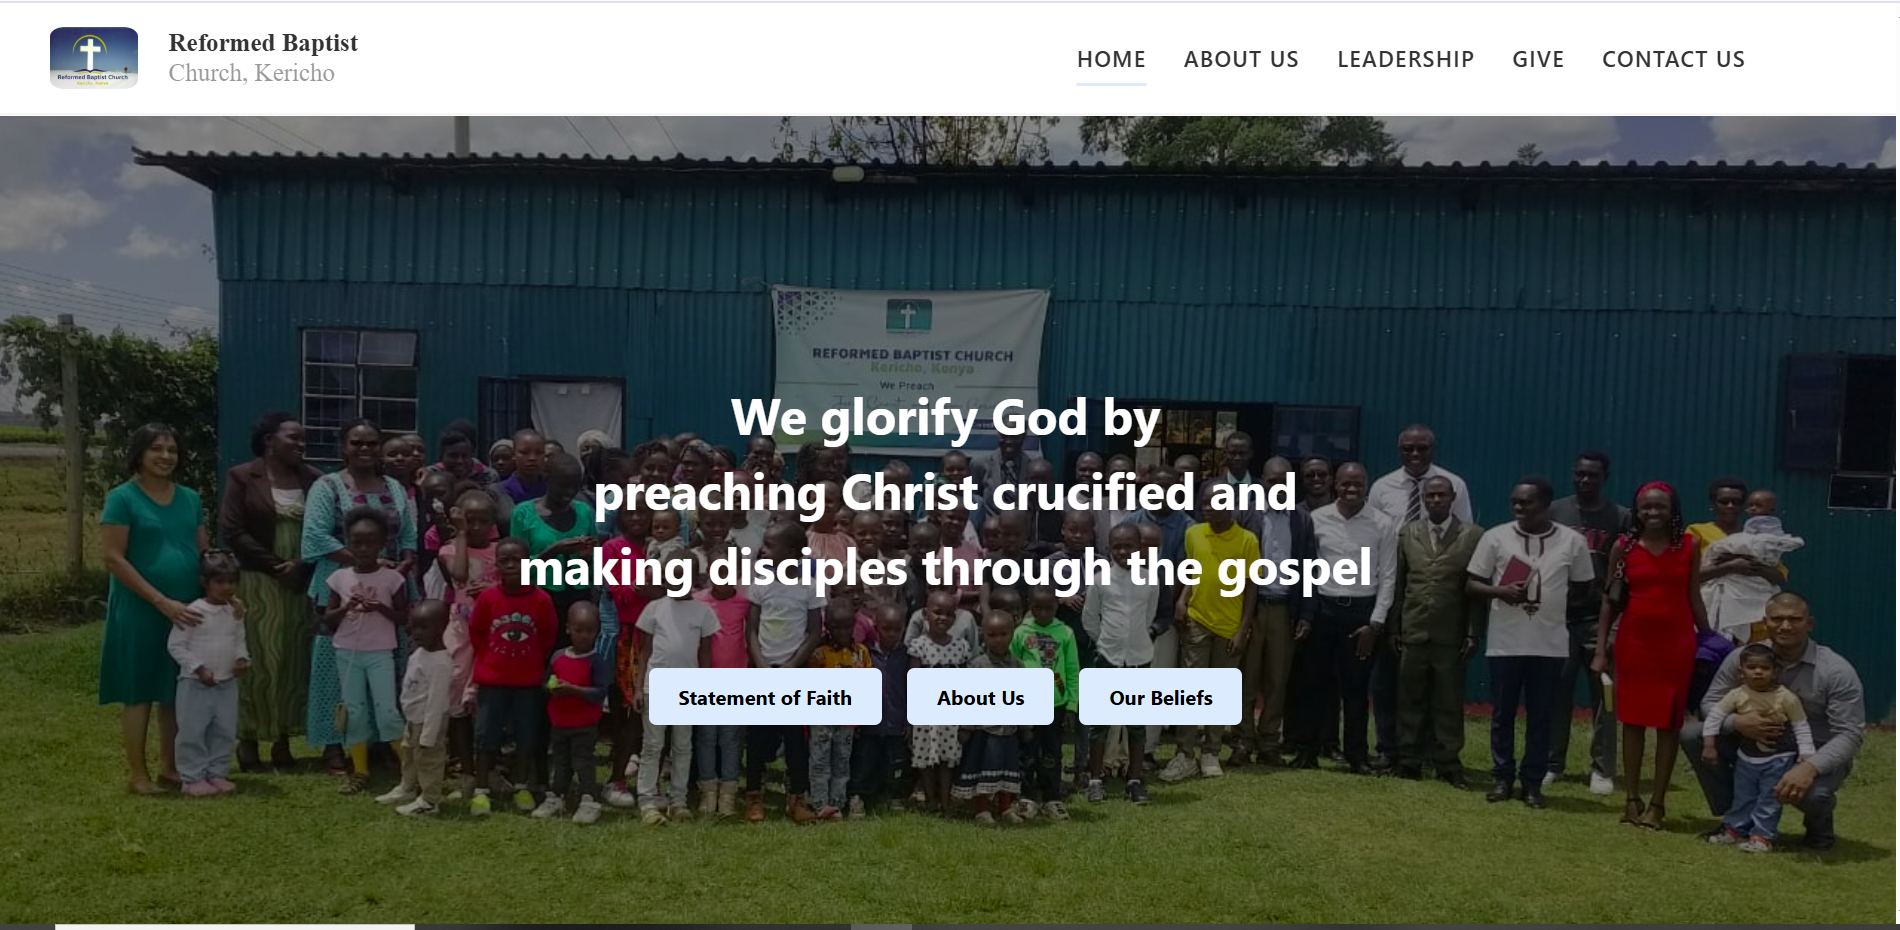 Reformed Baptist Church
Kericho, Kenya
Reformed Baptist
Church, Kericho
HOME
ABOUT US
LEADERSHIP
GIVE
CONTACT US
REFORMED BAPTIST CHURCH
Kericho, Kenya
We Preach
We glorify God by
preaching Christ crucified and
making disciples through the gospel
Statement of Faith
About Us
Our Beliefs